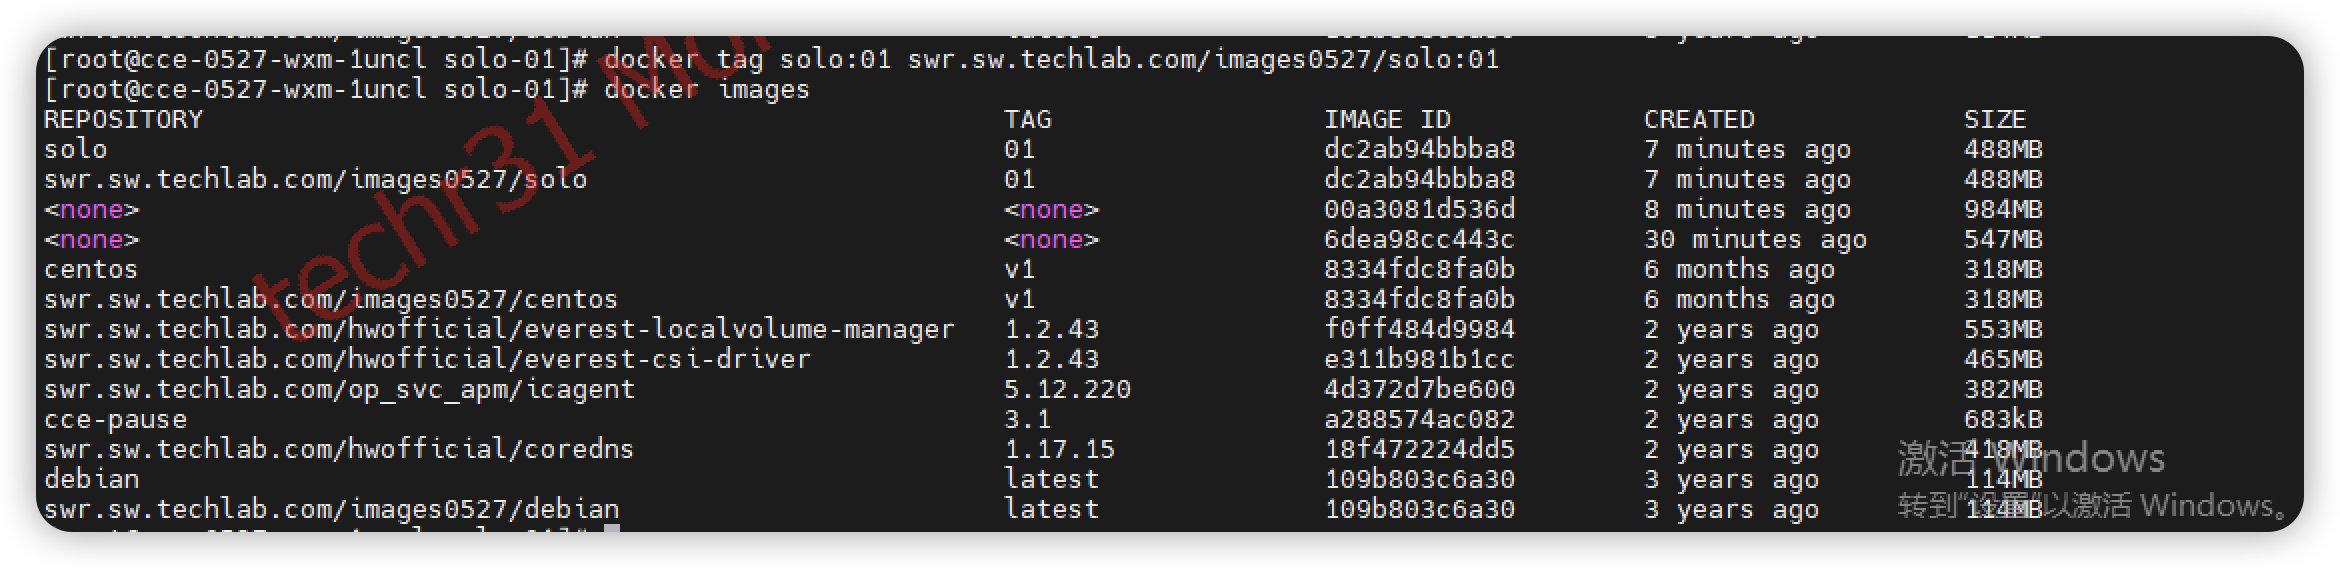 [root@cce-0527-wxm-1uncl solo-01]# docker tag solo:01 swr.sw.techlab.com/images0527/solo:01
[root@cce-0527-wxm-1uncl solo-01]# docker images
REPOSITORY TAG IMAGE ID CREATED SIZE
solo 01 dc2ab94bbba8 7 minutes ago 488MB
swr.sw.techlab.com/images0527/solo 01 dc2ab94bbba8 7 minutes ago 488MB
<none> <none> 00a3081d536d 8 minutes ago 984MB
<none> <none> 6dea98cc443c 30 minutes ago 547MB
centos v1 8334fdc8fa0b 6 months ago 318MB
swr.sw.techlab.com/images0527/centos v1 8334fdc8fa0b 6 months ago 318MB
swr.sw.techlab.com/hwofficial/everest-localvolume-manager 1.2.43 f0ff484d9984 2 years ago 553MB
swr.sw.techlab.com/hwofficial/everest-csi-driver 1.2.43 e311b981b1cc 2 years ago 465MB
swr.sw.techlab.com/op_svc_apm/icagent 5.12.220 4d372d7be600 2 years ago 382MB
cce-pause 3.1 a288574ac082 2 years ago 683kB
swr.sw.techlab.com/hwofficial/coredns 1.17.15 18f472224dd5 2 years ago 418MB
debian latest 109b803c6a30 3 years ago 114MB
swr.sw.techlab.com/images0527/debian latest 109b803c6a30 3 years ago 114MB
techr31
激活 Windows
转到"设置"以激活 Windows。